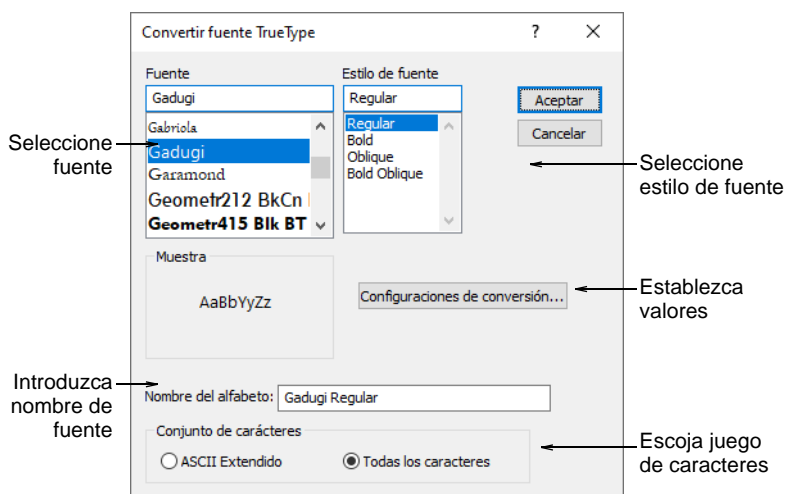 Convertir fuente TrueType
?
Fuente
Estilo de fuente
Gadugi
Regular
Aceptar
Cancelar
Gabriola
Gadugi
Garamond
Geometr212 BkCn
Geometr415 Blk BT
Regular
Bold
Oblique
Bold Oblique
Seleccione
fuente
Seleccione
estilo de fuente
Muestra
AaBbYyZz
Configuraciones de conversión...
Establezca
valores
Introduzca
nombre de
fuente
Nombre del alfabeto:
Gadugi Regular
Conjunto de carácteres
ASCII Extendido
Todas los caracteres
Escoja juego
de caracteres